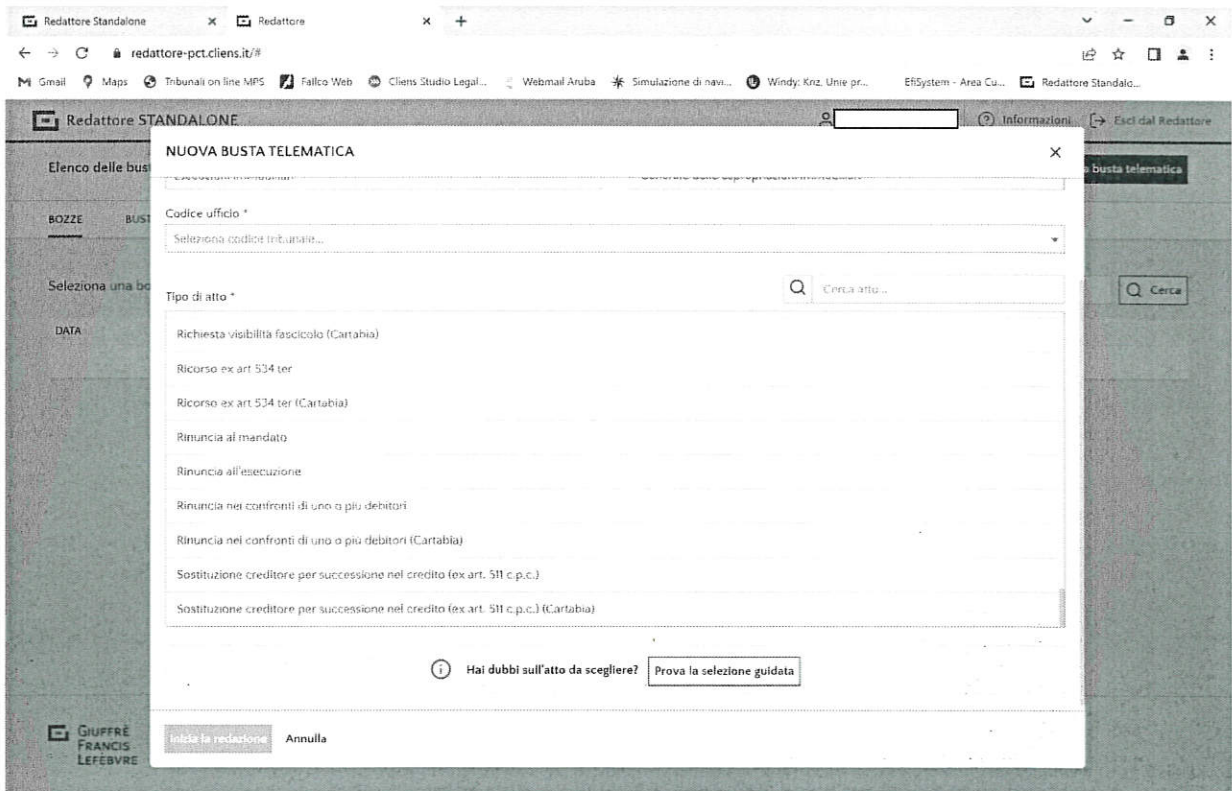 Redattore Standalone
Redattore
redattore-pct.cliens.it/#
Gmail
Maps
Tribunali on line MPS
Fallco Web
Cliens Studio Legal...
Webmail Aruba
Simulazione di navi...
Windy: Kriz, Unie pr...
EfiSystem - Area Cu...
Redattore Standalo...
Redattore STANDALONE
Informazioni
Esci dal Redattore
NUOVA BUSTA TELEMATICA
Elenco delle bust
busta telematica
BOZZE
BUST
Codice ufficio *
Seleziona codice tribunale...
Seleziona una bo
Tipo di atto *
Cerca atto...
Cerca
DATA
Richiesta visibilità fascicolo (Cartabia)
Ricorso ex art 534 ter
Ricorso ex art 534 ter (Cartabia)
Rinuncia al mandato
Rinuncia all'esecuzione
Rinuncia nei confronti di uno o più debitori
Rinuncia nei confronti di uno o più debitori (Cartabia)
Sostituzione creditore per successione nel credito (ex art. 511 c.p.c.)
Sostituzione creditore per successione nel credito (ex art. 511 c.p.c.) (Cartabia)
Hai dubbi sull'atto da scegliere?
Prova la selezione guidata
Inizia la redazione
Annulla
GIUFFRÈ
FRANCIS
LEFEBVRE